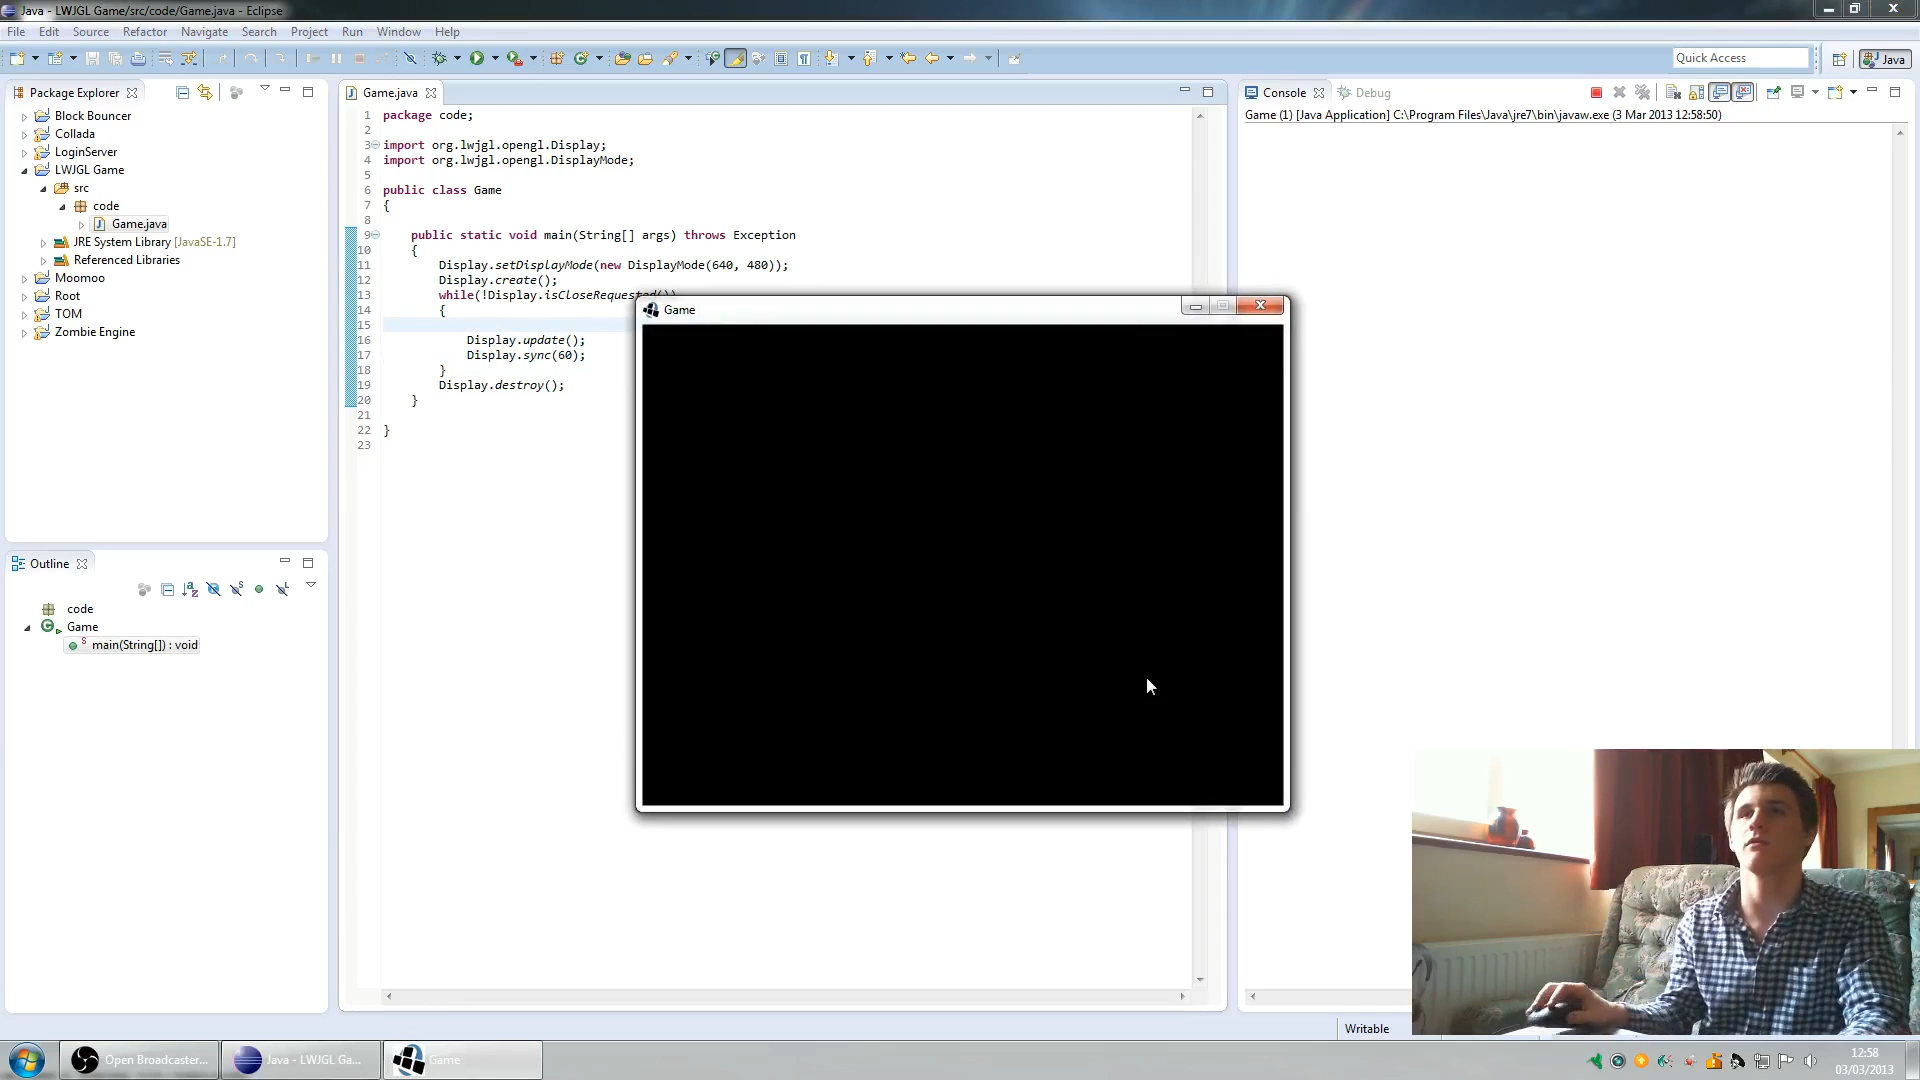 Java - LWJGL Game/src/code/Game.java - Eclipse
File Edit Source Refactor Navigate Search Project Run Window Help
Quick Access
Java
Package Explorer
Block Bouncer
Collada
LoginServer
LWJGL Game
src
code
Game.java
JRE System Library [JavaSE-1.7]
Referenced Libraries
Moomoo
Root
TOM
Zombie Engine
Outline
code
Game
main(String[]) : void
Game.java
1 package code;
2
3 import org.lwjgl.opengl.Display;
4 import org.lwjgl.opengl.DisplayMode;
5
6 public class Game
7 {
8
9 public static void main(String[] args) throws Exception
10 {
11 Display.setDisplayMode(new DisplayMode(640, 480));
12 Display.create();
13 while(!Display.isCloseRequested())
14 {
15
16 Display.update();
17 Display.sync(60);
18 }
19 Display.destroy();
20 }
21
22 }
23
Game
Console Debug
Game (1) [Java Application] C:\Program Files\Java\jre7\bin\javaw.exe (3 Mar 2013 12:58:50)
Writable
Open Broadcaster...
Java - LWJGL Ga...
Game
12:58
03/03/2013